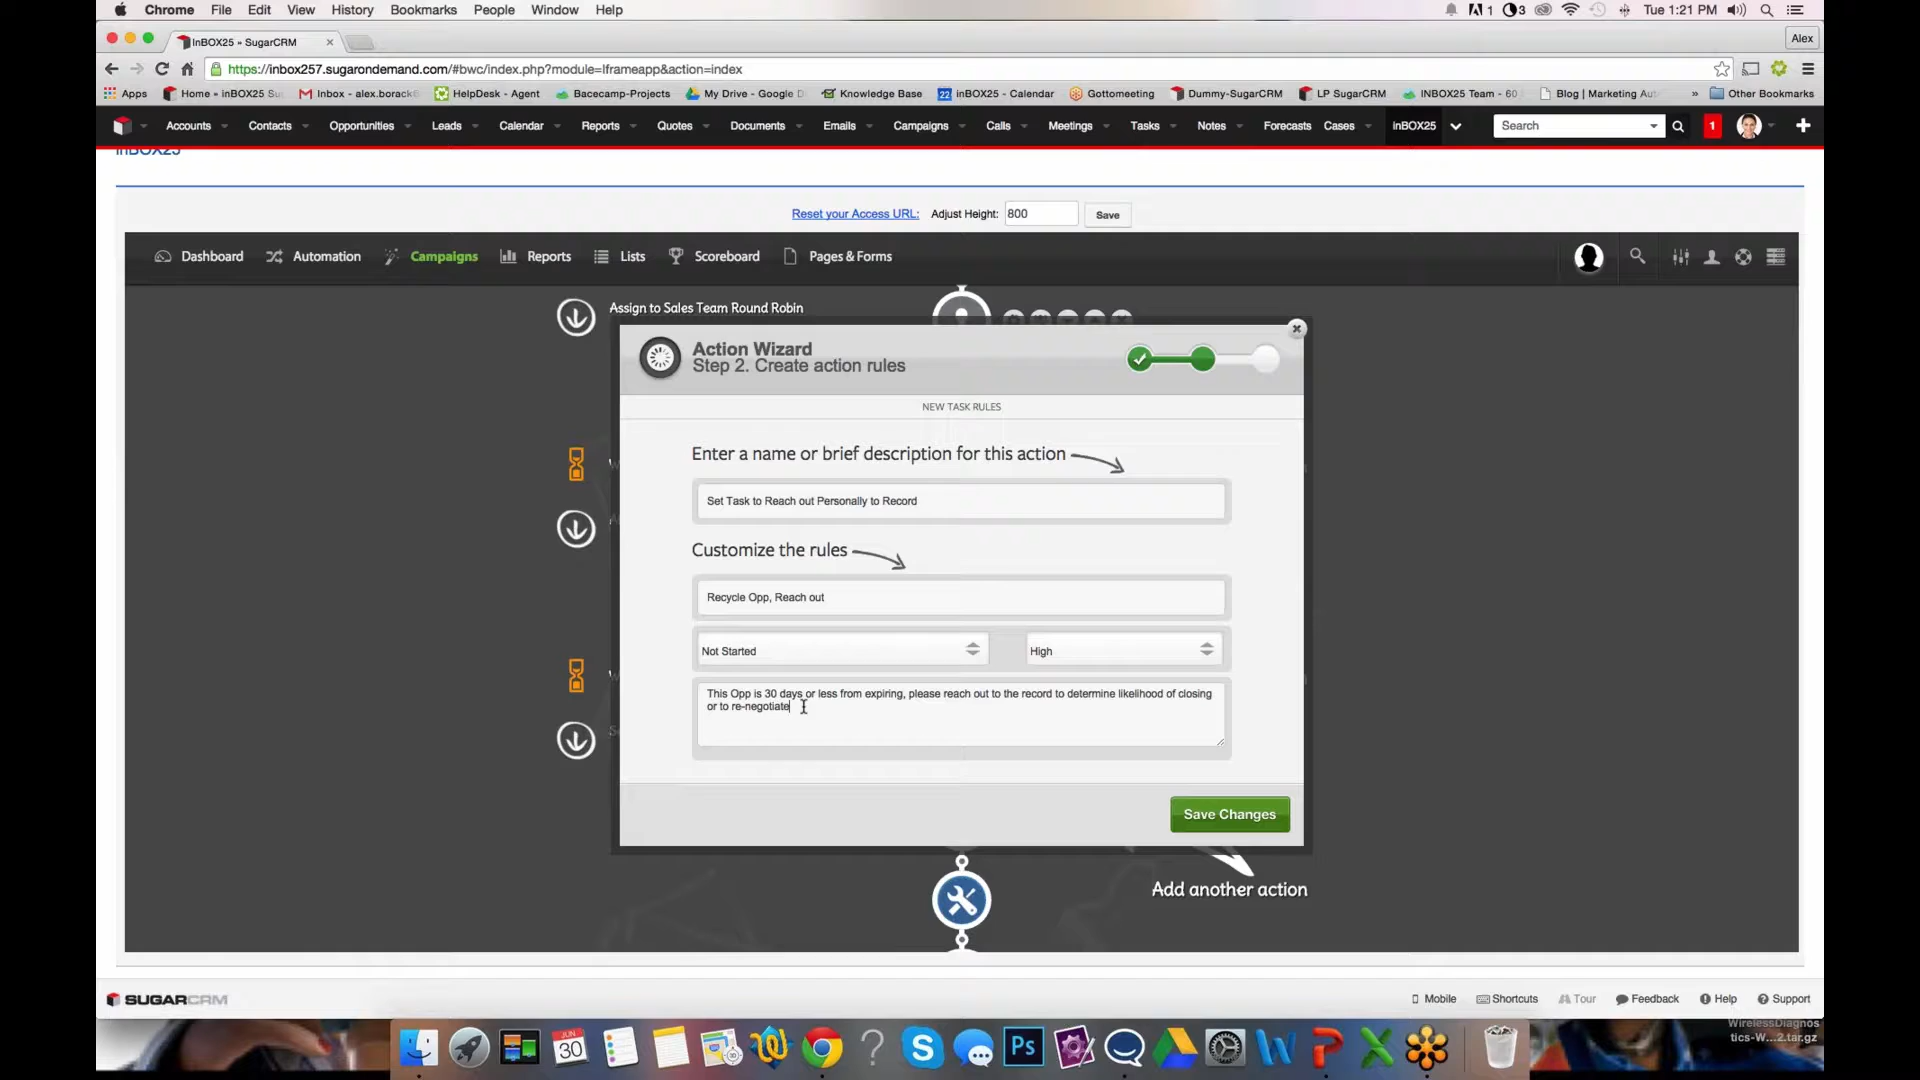 Chrome File Edit View History Bookmarks People Window Help 1 3 Tue 1:21 PM
InBOX25 » SugarCRM Alex
https://inbox257.sugarondemand.com/#bwc/index.php?module=Iframeapp&action=index
Apps Home » inBOX25 Su Inbox - alex.borack HelpDesk - Agent Bacecamp-Projects My Drive - Google D Knowledge Base 22 inBOX25 - Calendar Gottomeeting Dummy-SugarCRM LP SugarCRM INBOX25 Team - 60 Blog | Marketing Au » Other Bookmarks
Accounts Contacts Opportunities Leads Calendar Reports Quotes Documents Emails Campaigns Calls Meetings Tasks Notes Forecasts Cases inBOX25 Search 1
inBOX25
Reset your Access URL: Adjust Height: 800 Save
Dashboard Automation Campaigns Reports Lists Scoreboard Pages & Forms
Assign to Sales Team Round Robin
Action Wizard
Step 2. Create action rules
NEW TASK RULES
Enter a name or brief description for this action
Set Task to Reach out Personally to Record
Customize the rules
Recycle Opp, Reach out
Not Started High
This Opp is 30 days or less from expiring, please reach out to the record to determine likelihood of closing
or to re-negotiate
Save Changes
Add another action
SUGARCRM Mobile Shortcuts Tour Feedback Help Support
JUN
30
Ps
WirelessDiagnos
tics-W...2.tar.gz